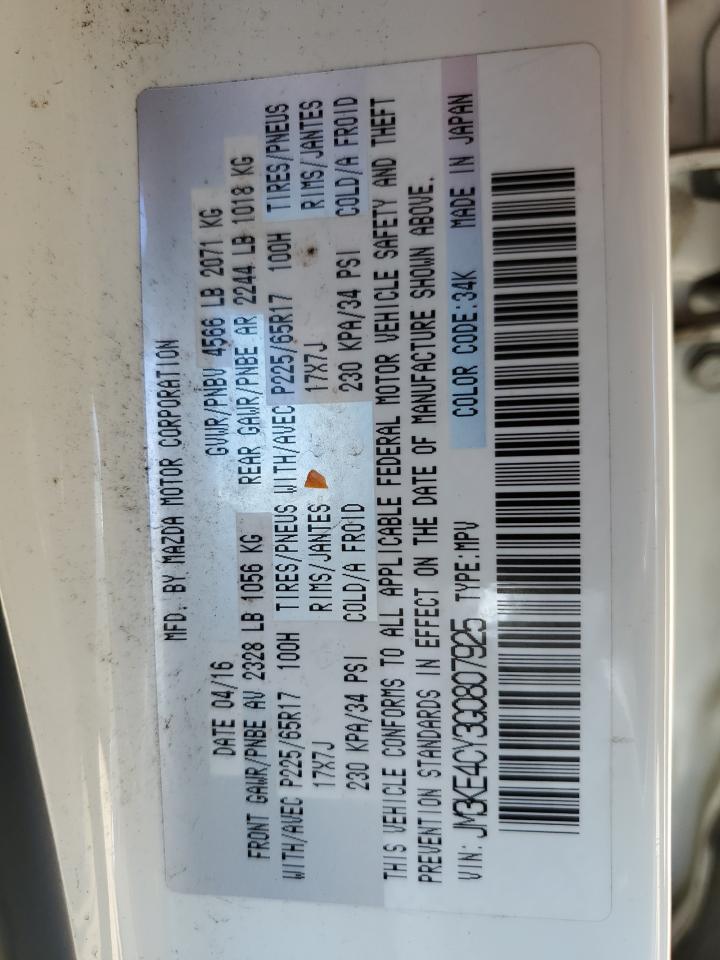 MFD. BY MAZDA MOTOR CORPORATION
DATE 04/16 GVWR/PNBV 4566 LB 2071 KG
FRONT GAWR/PNBE AV 2328 LB 1056 KG REAR GAWR/PNBE AR 2244 LB 1018 KG
WITH/AVEC P225/65R17 100H TIRES/PNEUS WITH/AVEC P225/65R17 100H TIRES/PNEUS
17X7J RIMS/JANTES 17X7J RIMS/JANTES
230 KPA/34 PSI COLD/A FROID 230 KPA/34 PSI COLD/A FROID
THIS VEHICLE CONFORMS TO ALL APPLICABLE FEDERAL MOTOR VEHICLE SAFETY AND THEFT
PREVENTION STANDARDS IN EFFECT ON THE DATE OF MANUFACTURE SHOWN ABOVE.
VIN: JM3KE4CY3G0807925 TYPE:MPV COLOR CODE:34K MADE IN JAPAN